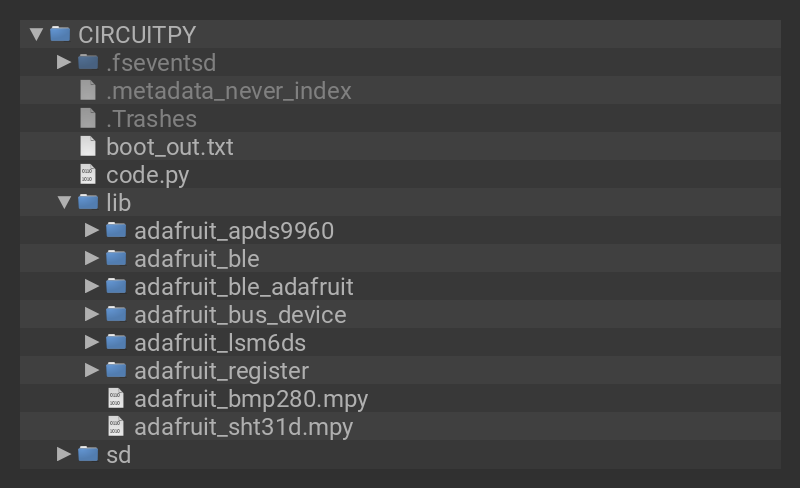 CIRCUITPY
.fseventsd
.metadata_never_index
.Trashes
boot_out.txt
code.py
lib
adafruit_apds9960
adafruit_ble
adafruit_ble_adafruit
adafruit_bus_device
adafruit_lsm6ds
adafruit_register
adafruit_bmp280.mpy
adafruit_sht31d.mpy
sd